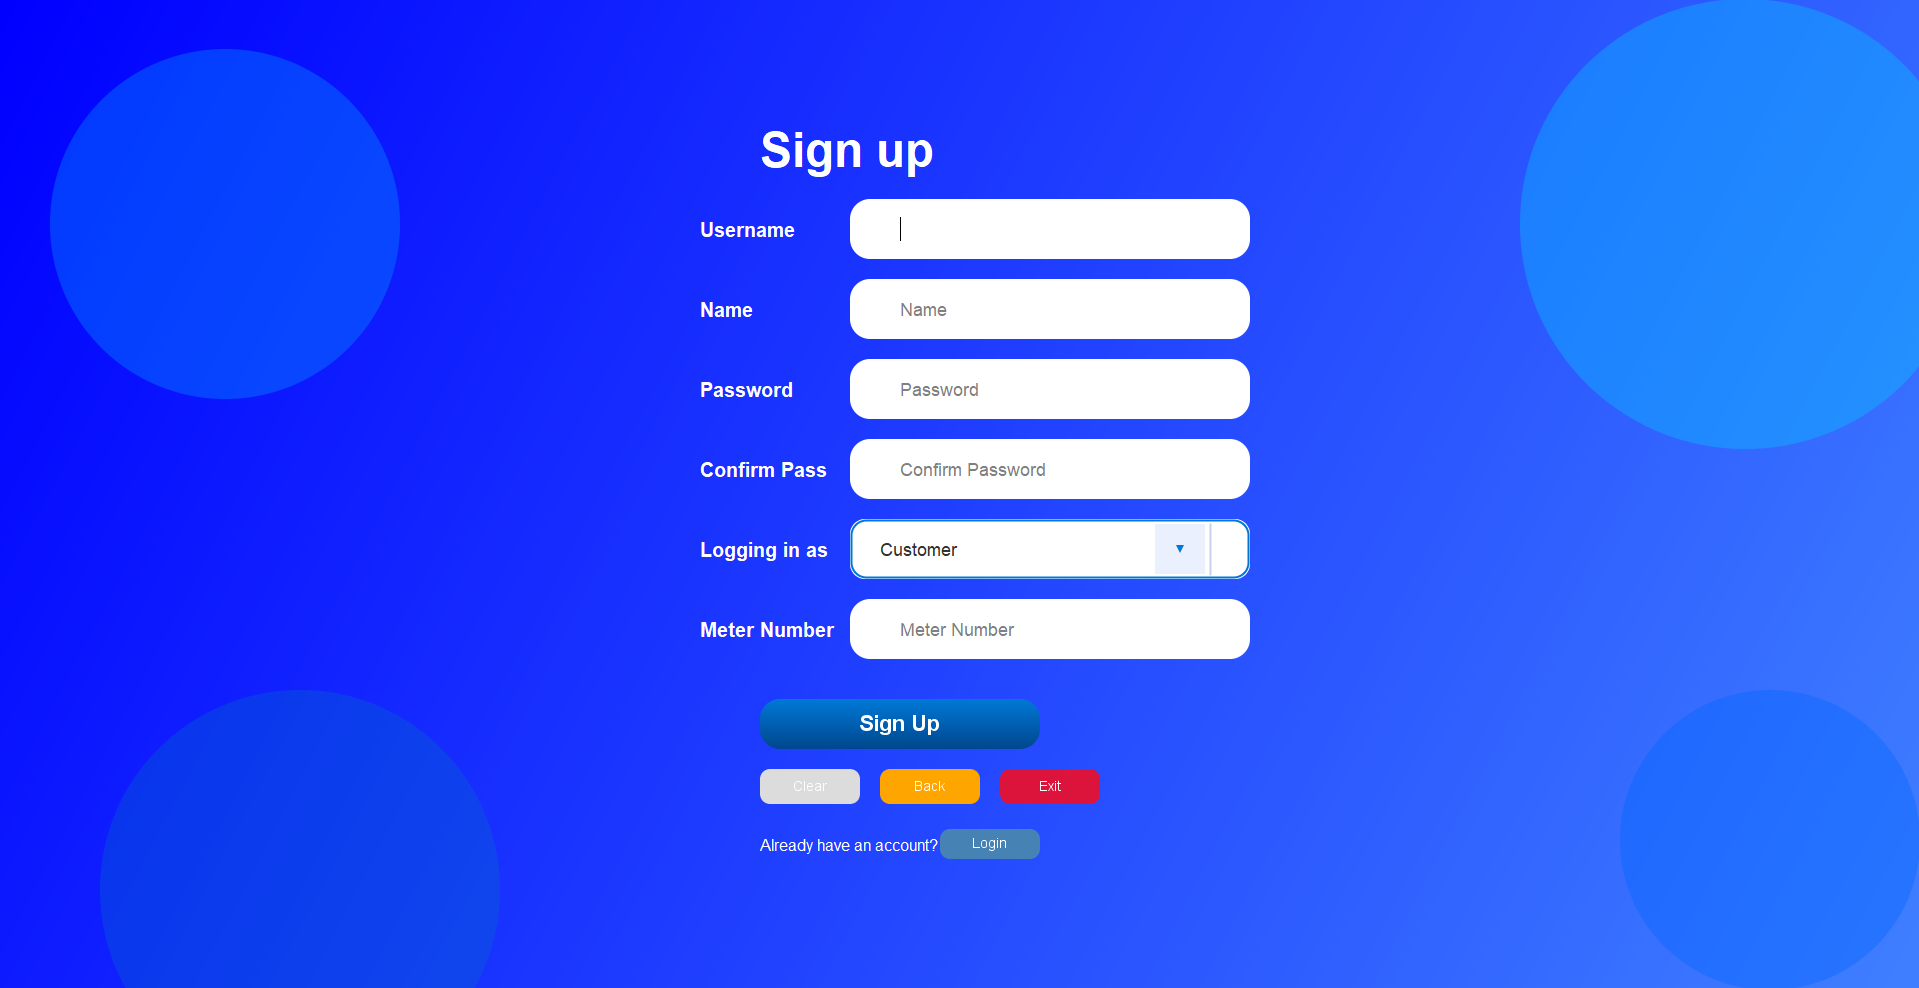 Sign up
Username
Name Name
Password Password
Confirm Pass Confirm Password
Logging in as Customer ▼
Meter Number Meter Number
Sign Up
Clear Back Exit
Already have an account? Login